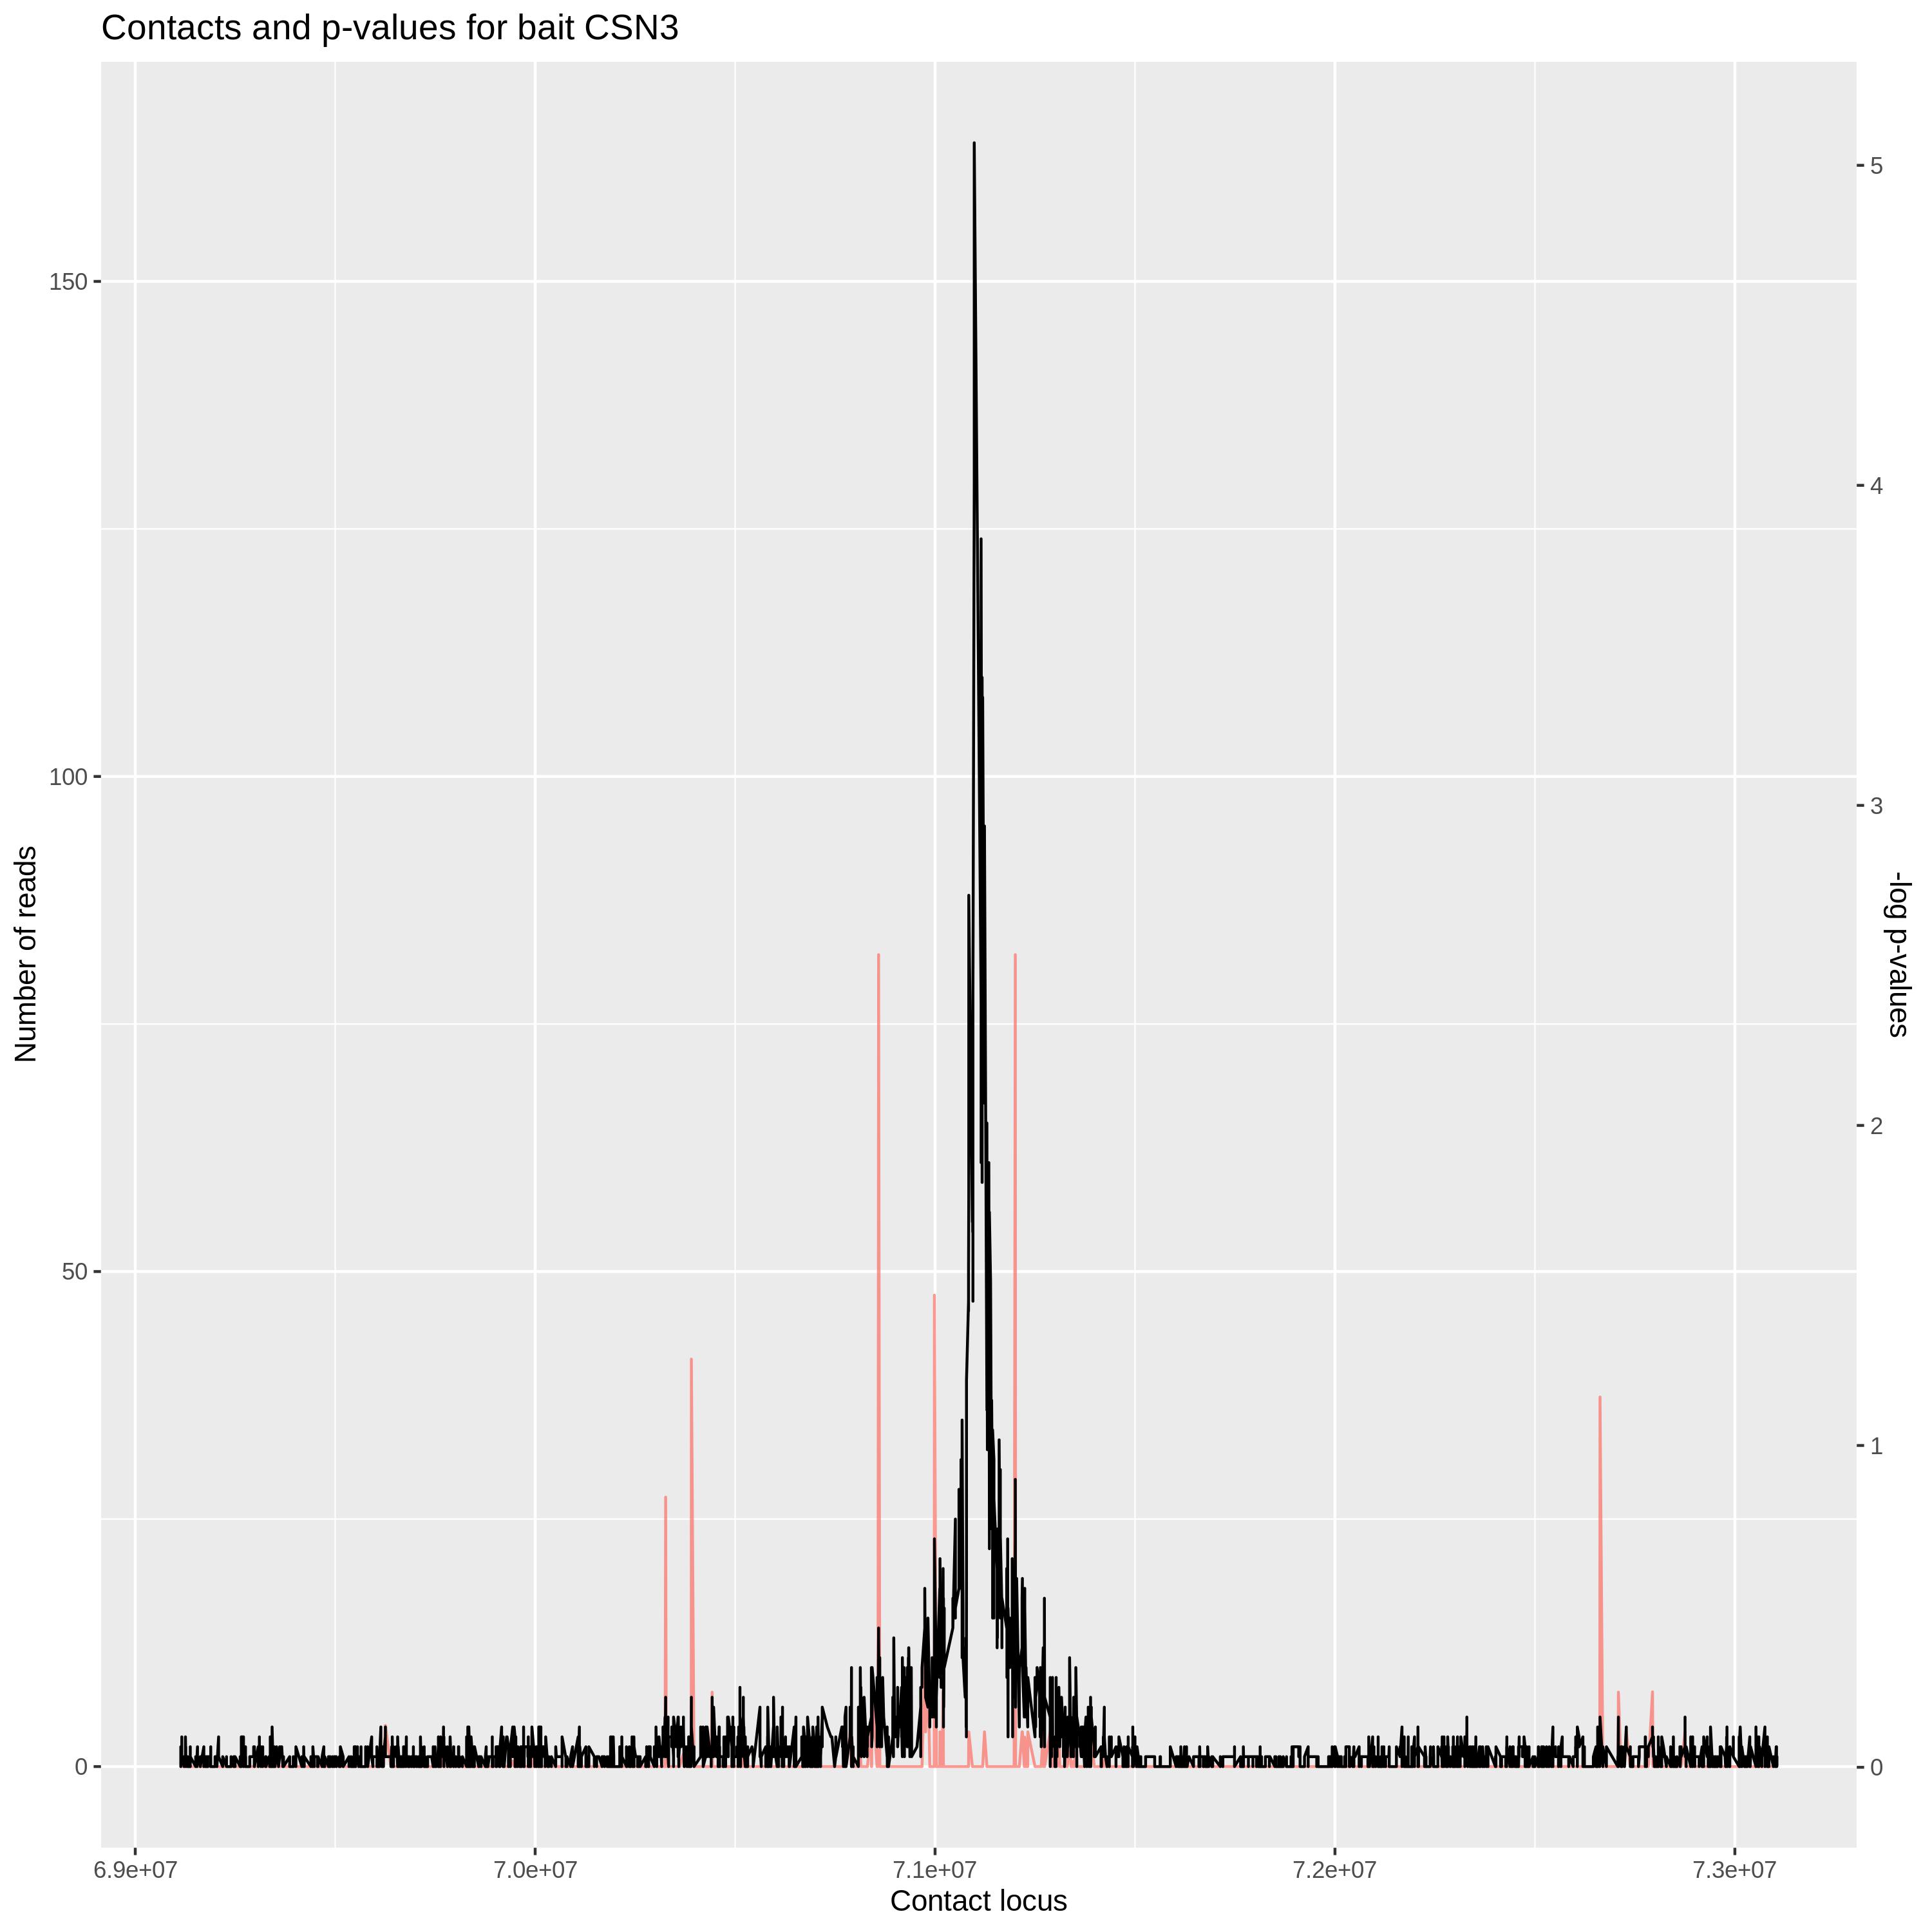 Contacts and p-values for bait CSN3
Number of reads
150
100
50
0
5
4
3
2
1
0
-log p-values
6.9e+07 7.0e+07 7.1e+07 7.2e+07 7.3e+07
Contact locus